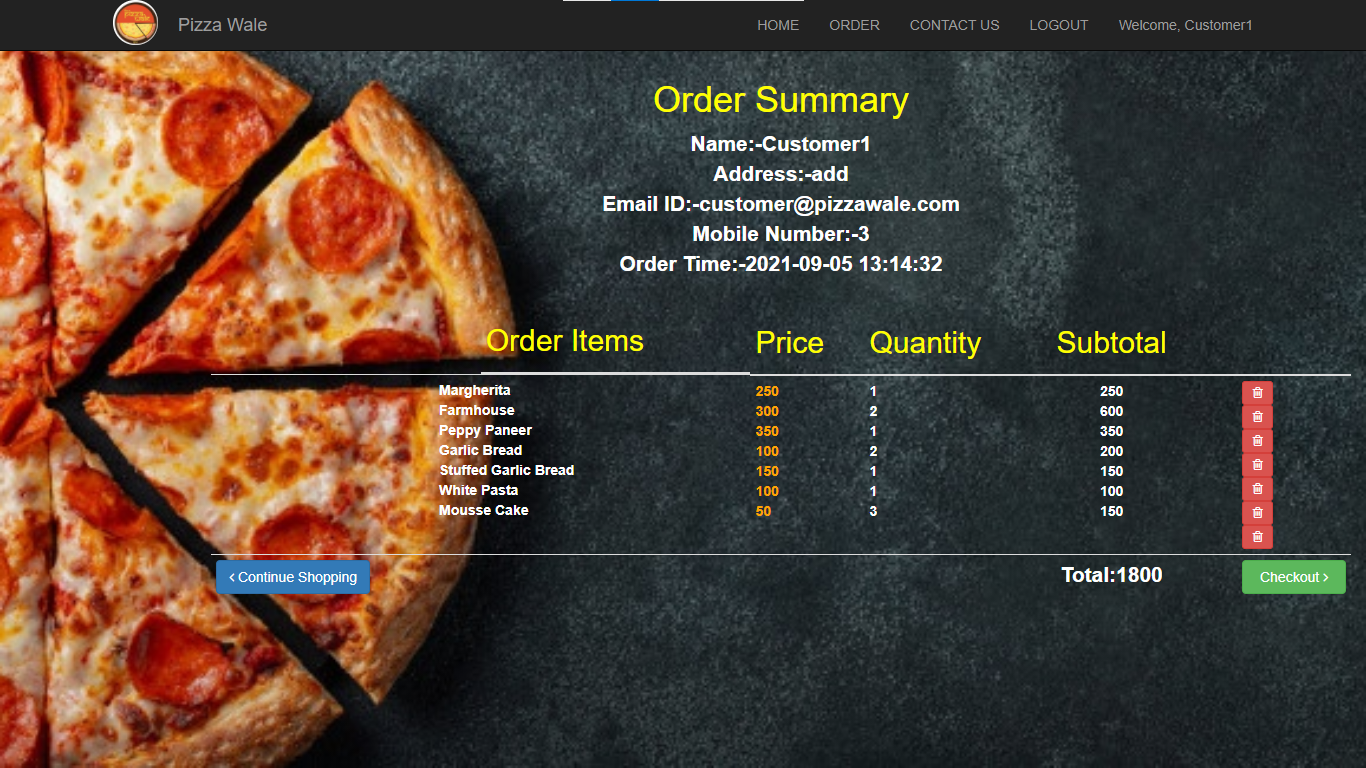 Pizza Wale HOME ORDER CONTACT US LOGOUT Welcome, Customer1
Order Summary
Name:-Customer1
Address:-add
Email ID:-customer@pizzawale.com
Mobile Number:-3
Order Time:-2021-09-05 13:14:32
Order Items Price Quantity Subtotal
Margherita 250 1 250
Farmhouse 300 2 600
Peppy Paneer 350 1 350
Garlic Bread 100 2 200
Stuffed Garlic Bread 150 1 150
White Pasta 100 1 100
Mousse Cake 50 3 150
Continue Shopping Total:1800 Checkout